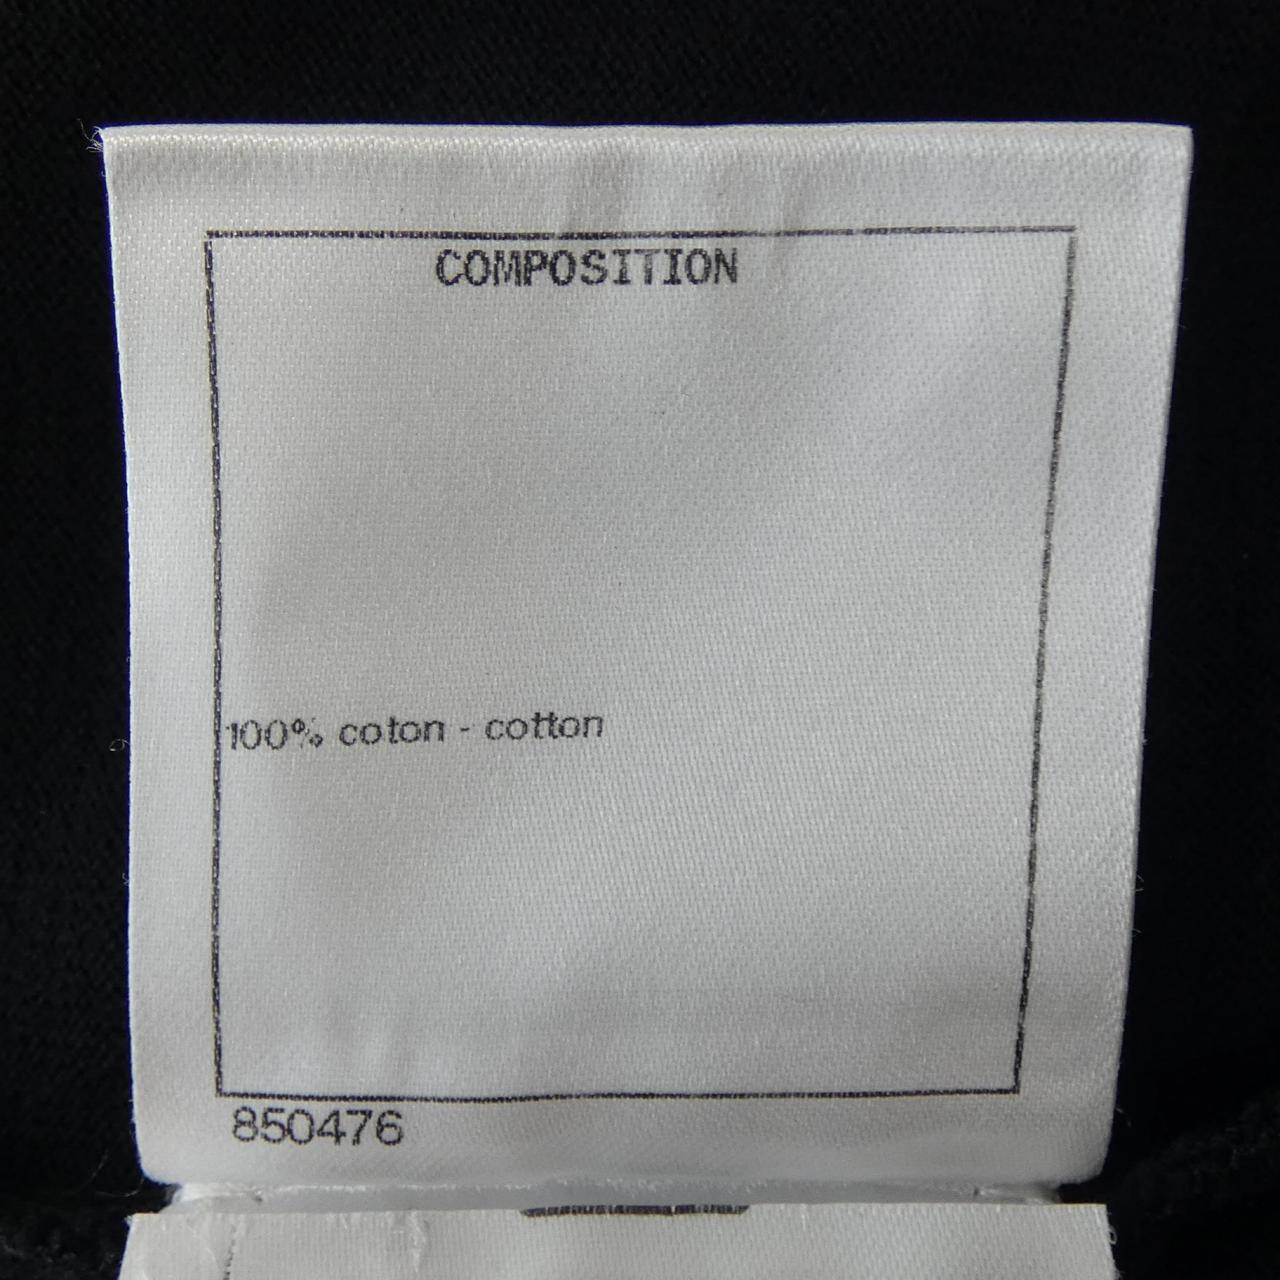 COMPOSITION
100% coton - cotton
850476